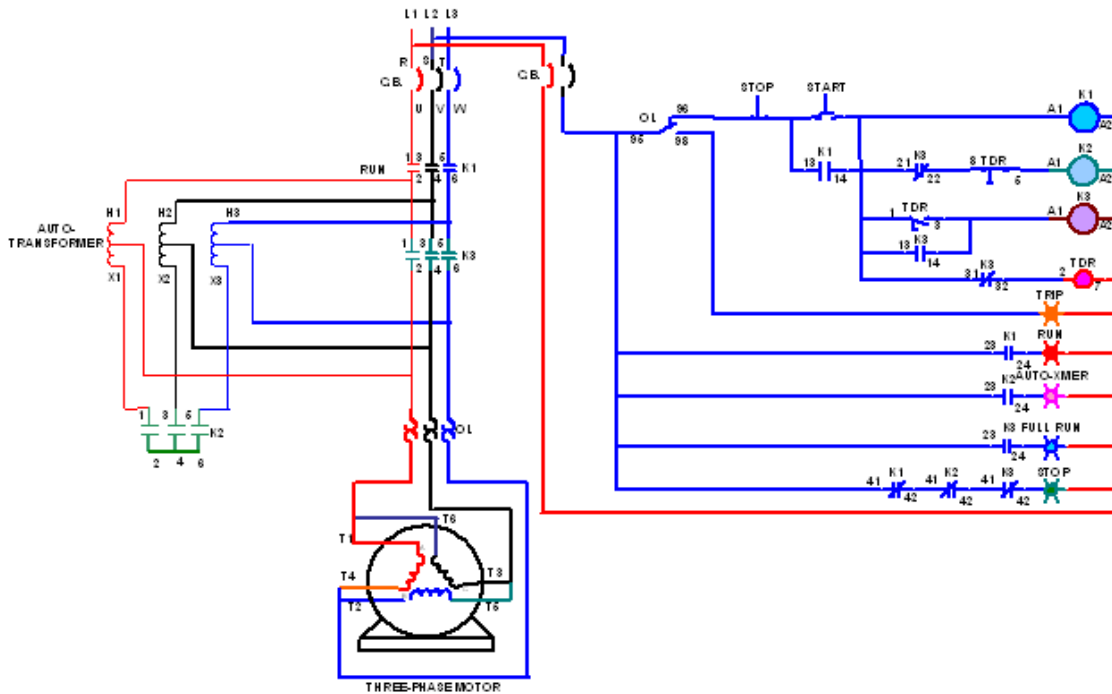 L1 L2 L3
R S T
C.B.
U V W
C.B.
RUN
1 3 5
2 4 6
K1
H1 H2 H3
AUTO-
TRANSFORMER
X1 X2 X3
1 3 5
2 4 6
K3
1 3 5
K2
2 4 6
OL
T1
T6
T4
T3
T2
T5
THREE-PHASE MOTOR
OL
96
95
98
STOP
START
K1
A1
A2
K1
13
14
K3
21
22
8 TDR
5
K2
A1
A2
TDR
1
3
K3
A1
A2
K3
13
14
K3
31
32
TDR
2
7
TRIP
K1
23
24
RUN
K2
23
24
AUTO-XMER
K3
23
24
FULL RUN
K1
41
42
K2
41
42
K3
41
42
STOP